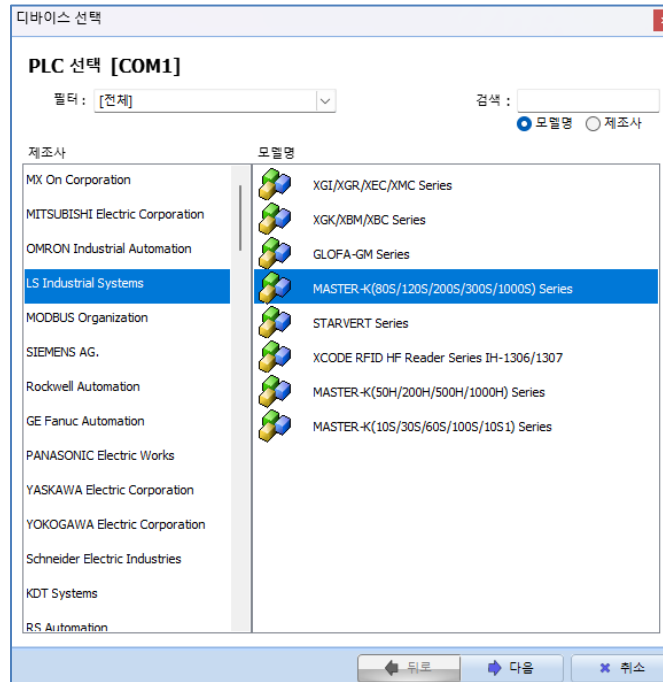 디바이스 선택
PLC 선택 [COM1]
필터 : [전체]
검색 :
모델명 제조사
제조사
MX On Corporation
MITSUBISHI Electric Corporation
OMRON Industrial Automation
LS Industrial Systems
MODBUS Organization
SIEMENS AG.
Rockwell Automation
GE Fanuc Automation
PANASONIC Electric Works
YASKAWA Electric Corporation
YOKOGAWA Electric Corporation
Schneider Electric Industries
KDT Systems
RS Automation
모델명
XGI/XGR/XEC/XMC Series
XGK/XBM/XBC Series
GLOFA-GM Series
MASTER-K(80S/120S/200S/300S/1000S) Series
STARVERT Series
XCODE RFID HF Reader Series IH-1306/1307
MASTER-K(50H/200H/500H/1000H) Series
MASTER-K(10S/30S/60S/100S/10S1) Series
뒤로 다음 취소